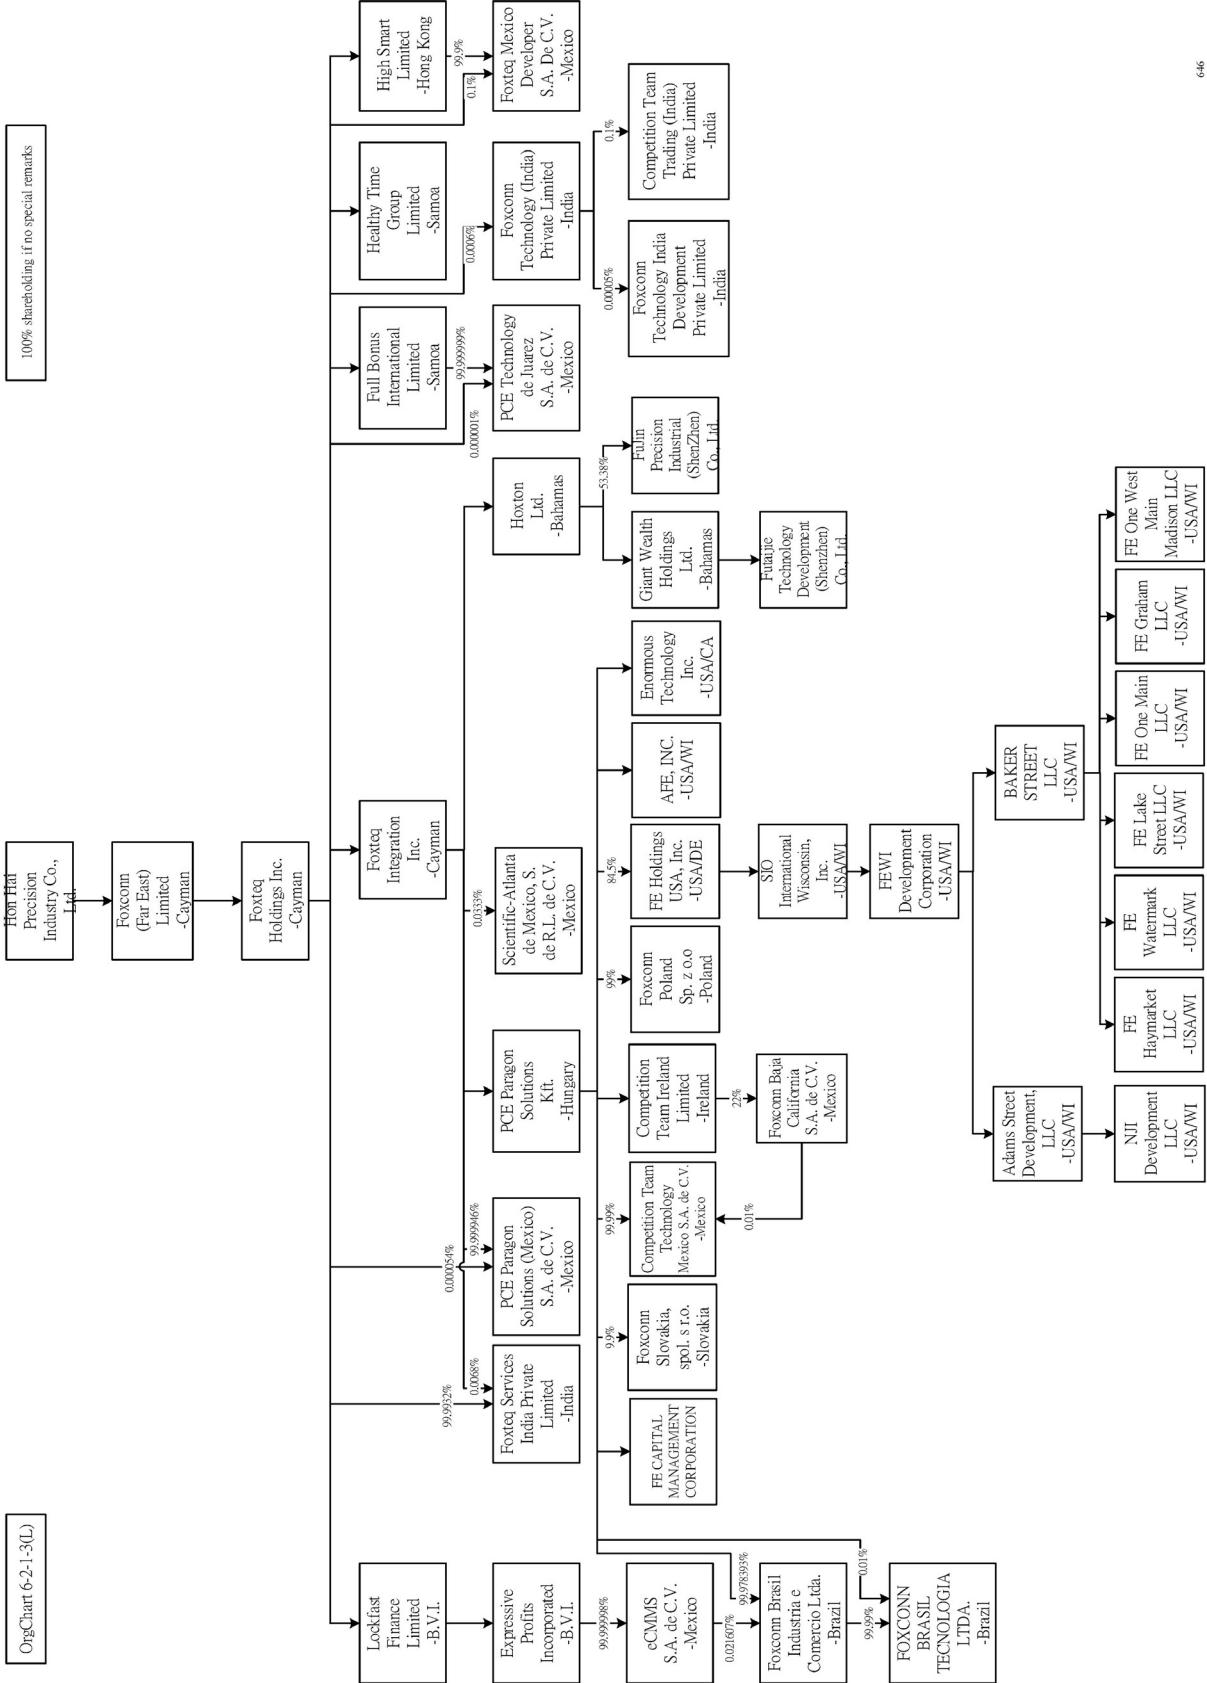 OrgChart 6-2-1-3(L)
100% shareholding if no special remarks
Hon Hai
Precision
Industry Co.,
Ltd.
Foxconn
(Far East)
Limited
-Cayman
Foxteq
Holdings Inc.
-Cayman
Lockfast
Finance
Limited
-B.V.I.
Foxteq
Integration
Inc.
-Cayman
Full Bonus
International
Limited
-Samoa
Healthy Time
Group
Limited
-Samoa
High Smart
Limited
-Hong Kong
99.9932%
0.0068%
0.000054%
99.999946%
0.0333%
0.000001%
99.999999%
0.0006%
0.1%
99.9%
Expressive
Profits
Incorporated
-B.V.I.
Foxteq Services
India Private
Limited
-India
PCE Paragon
Solutions (Mexico)
S.A. de C.V.
-Mexico
PCE Paragon
Solutions
Kft.
-Hungary
Scientific-Atlanta
de Mexico, S.
de R.L. de C.V.
-Mexico
Hoxton
Ltd.
-Bahamas
PCE Technology
de Juarez
S.A. de C.V.
-Mexico
Foxconn
Technology (India)
Private Limited
-India
Foxteq Mexico
Developer
S.A. De C.V.
-Mexico
99.99998%
9.9%
99.99%
99%
84.5%
53.38%
0.00005%
0.1%
eCMMS
S.A. de C.V.
-Mexico
FE CAPITAL
MANAGEMENT
CORPORATION
Foxconn
Slovakia,
spol. s r.o.
-Slovakia
Competition Team
Technology
Mexico S.A. de C.V.
-Mexico
Competition
Team Ireland
Limited
-Ireland
Foxconn
Poland
Sp. z o.o
-Poland
FE Holdings
USA, Inc.
- USA/DE
AFE, INC.
-USA/WI
Enormous
Technology
Inc.
-USA/CA
Giant Wealth
Holdings
Ltd.
-Bahamas
FuJin
Precision
Industrial
(ShenZhen)
Co., Ltd.
Foxconn
Technology India
Development
Private Limited
-India
Competition Team
Trading (India)
Private Limited
-India
0.021607%
99.978393%
0.01%
22%
Foxconn Brasil
Industria e
Comercio Ltda.
-Brazil
Foxconn Baja
California
S.A. de C.V.
-Mexico
SIO
International
Wisconsin,
Inc.
-USA/WI
Futaijie
Technology
Development
(Shenzhen)
Co., Ltd.
99.99%
0.01%
FOXCONN
BRASIL
TECNOLOGIA
LTDA.
-Brazil
FEWI
Development
Corporation
-USA/WI
Adams Street
Development,
LLC
-USA/WI
BAKER
STREET
LLC
-USA/WI
NJI
Development
LLC
-USA/WI
FE
Haymarket
LLC
-USA/WI
FE
Watermark
LLC
-USA/WI
FE Lake
Street LLC
-USA/WI
FE One Main
LLC
-USA/WI
FE Graham
LLC
-USA/WI
FE One West
Main
Madison LLC
-USA/WI
646